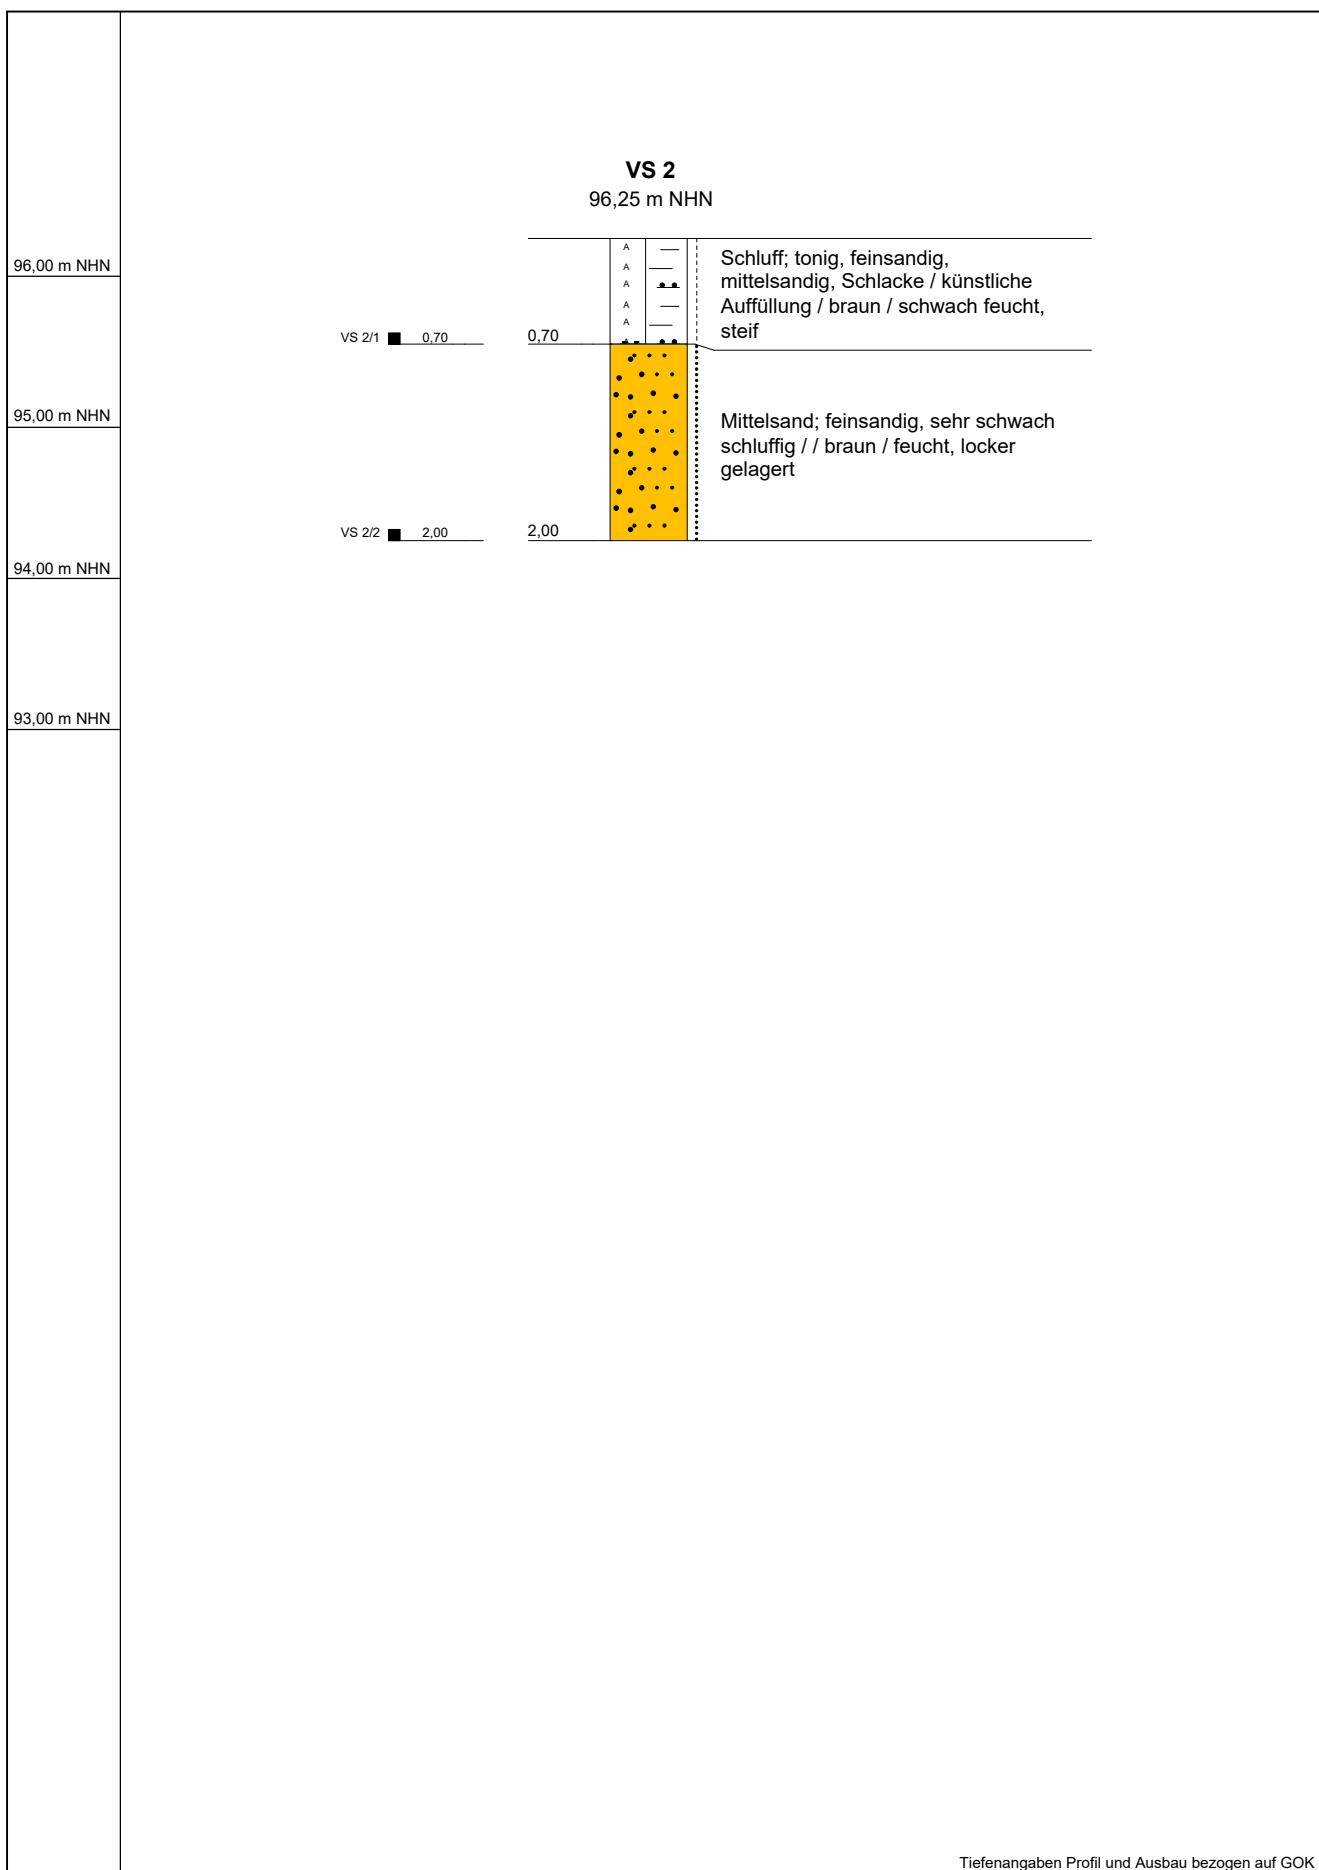 VS 2
96,25 m NHN
96,00 m NHN
A
A
A
A
A
A
Schluff; tonig, feinsandig,
mittelsandig, Schlacke / künstliche
Auffüllung / braun / schwach feucht,
steif
VS 2/1 0,70 0,70
95,00 m NHN
Mittelsand; feinsandig, sehr schwach
schluffig / / braun / feucht, locker
gelagert
VS 2/2 2,00 2,00
94,00 m NHN
93,00 m NHN
Tiefenangaben Profil und Ausbau bezogen auf GOK